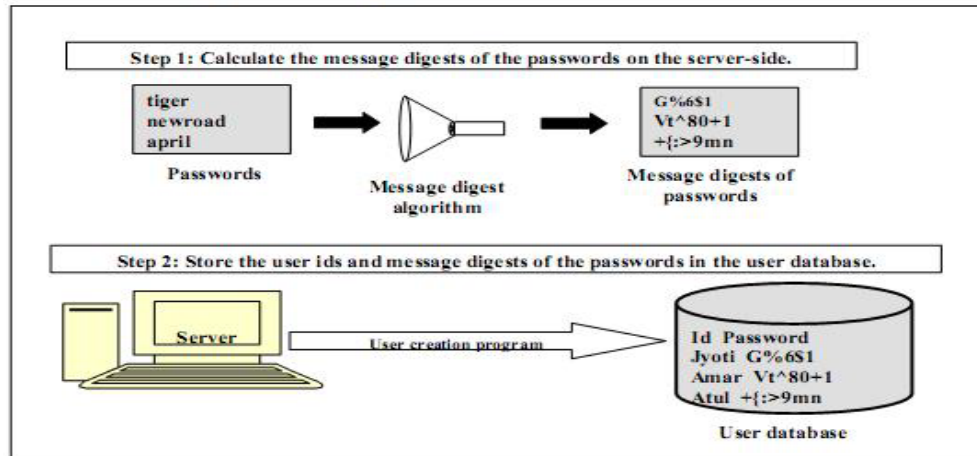 Step 1: Calculate the message digests of the passwords on the server-side.
tiger
newroad
april
Passwords
Message digest
algorithm
G%6$1
Vt^80+1
+{:>9mn
Message digests of
passwords
Step 2: Store the user ids and message digests of the passwords in the user database.
Server
User creation program
Id Password
Jyoti G%6$1
Amar Vt^80+1
Atul +{:>9mn
User database